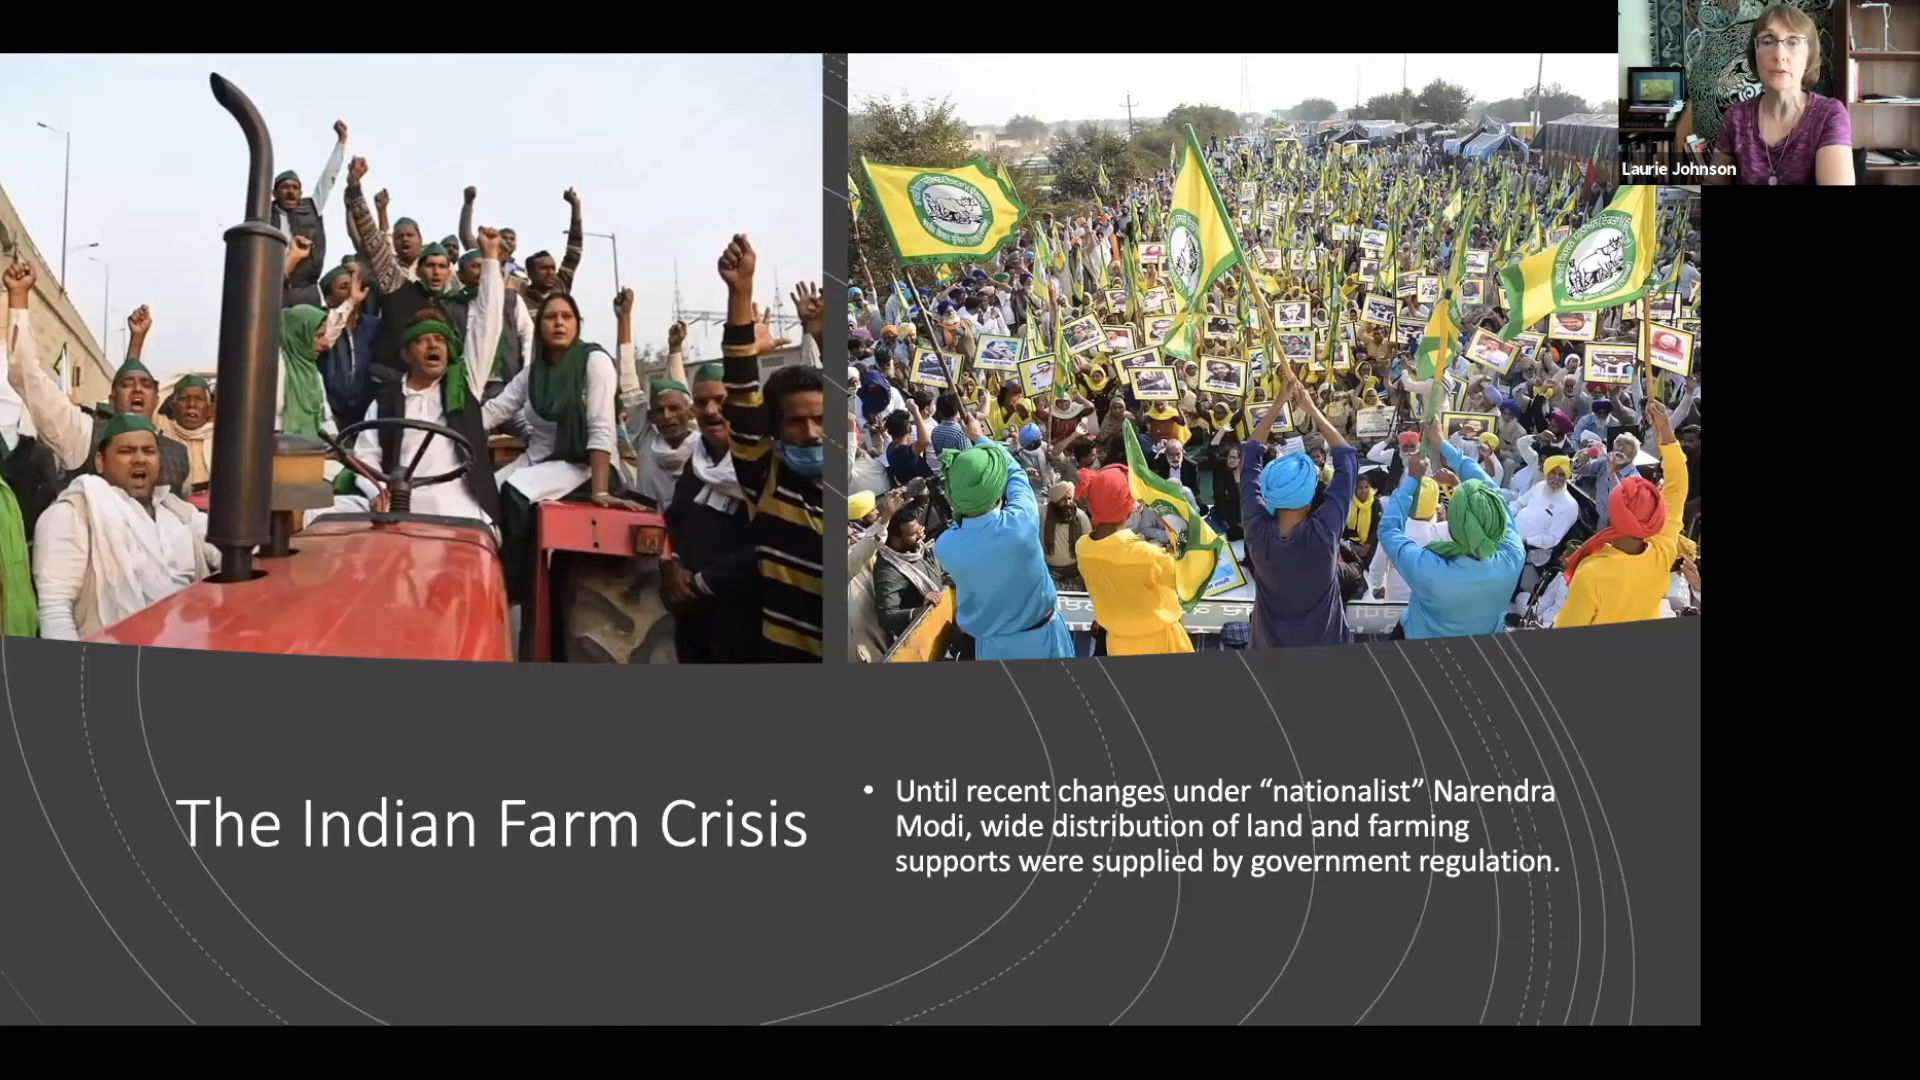 Laurie Johnson
The Indian Farm Crisis
• Until recent changes under “nationalist” Narendra
Modi, wide distribution of land and farming
supports were supplied by government regulation.